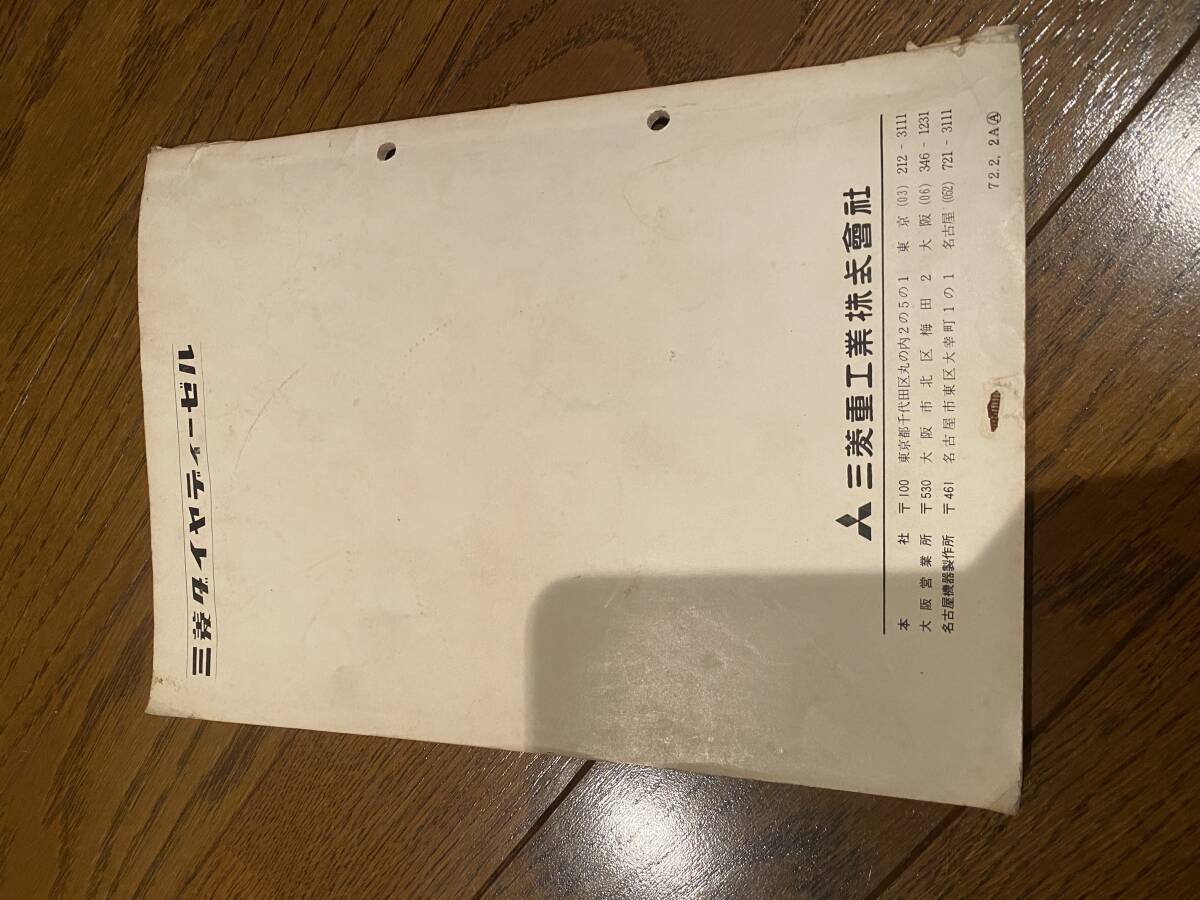 三菱ダイヤディーゼル
三菱重工業株式會社
本社 〒100 東京都千代田区丸の内2の5の1 東京 (03) 212-3111
大阪営業所 〒530 大阪市北区梅田2 大阪 (06) 346-1231
名古屋機器製作所 〒461 名古屋市東区大幸町1の1 名古屋 (052) 721-3111
72.2, 2AⒶ